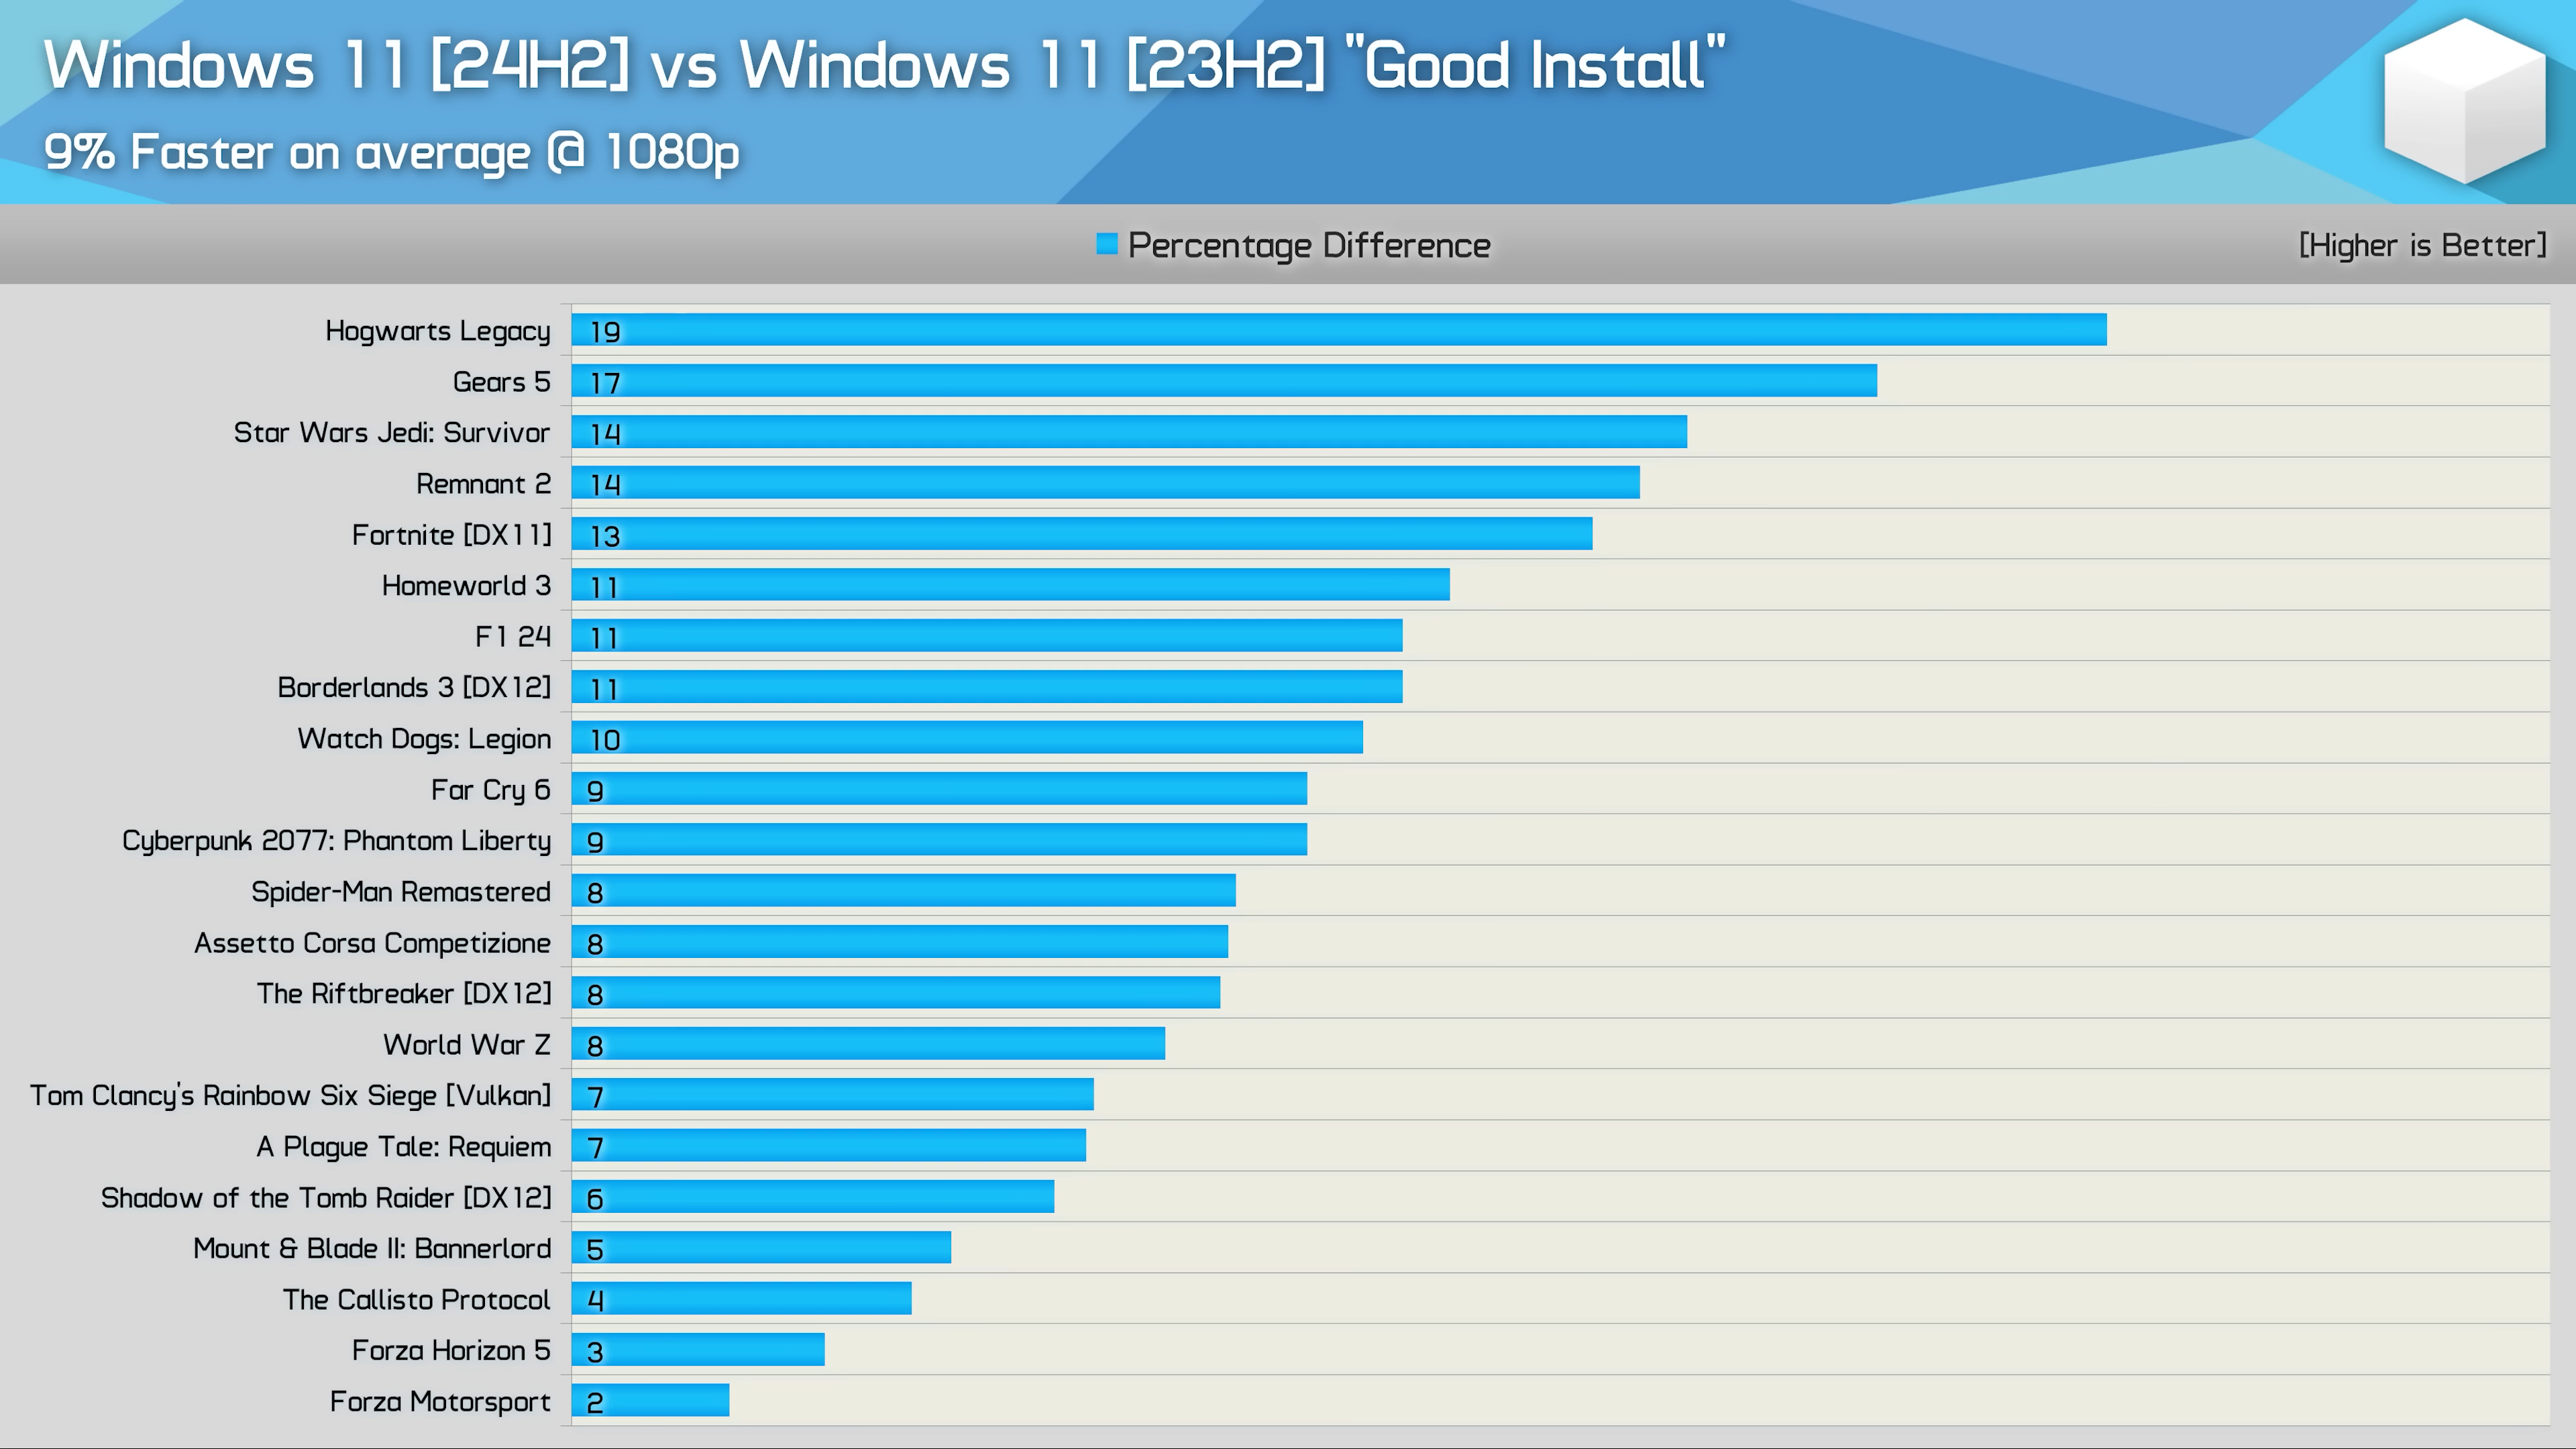 Windows 11 [24H2] vs Windows 11 [23H2] "Good Install"
9% Faster on average @ 1080p
Percentage Difference
[Higher is Better]
Hogwarts Legacy 19
Gears 5 17
Star Wars Jedi: Survivor 14
Remnant 2 14
Fortnite [DX11] 13
Homeworld 3 11
F1 24 11
Borderlands 3 [DX12] 11
Watch Dogs: Legion 10
Far Cry 6 9
Cyberpunk 2077: Phantom Liberty 9
Spider-Man Remastered 8
Assetto Corsa Competizione 8
The Riftbreaker [DX12] 8
World War Z 8
Tom Clancy's Rainbow Six Siege [Vulkan] 7
A Plague Tale: Requiem 7
Shadow of the Tomb Raider [DX12] 6
Mount & Blade II: Bannerlord 5
The Callisto Protocol 4
Forza Horizon 5 3
Forza Motorsport 2